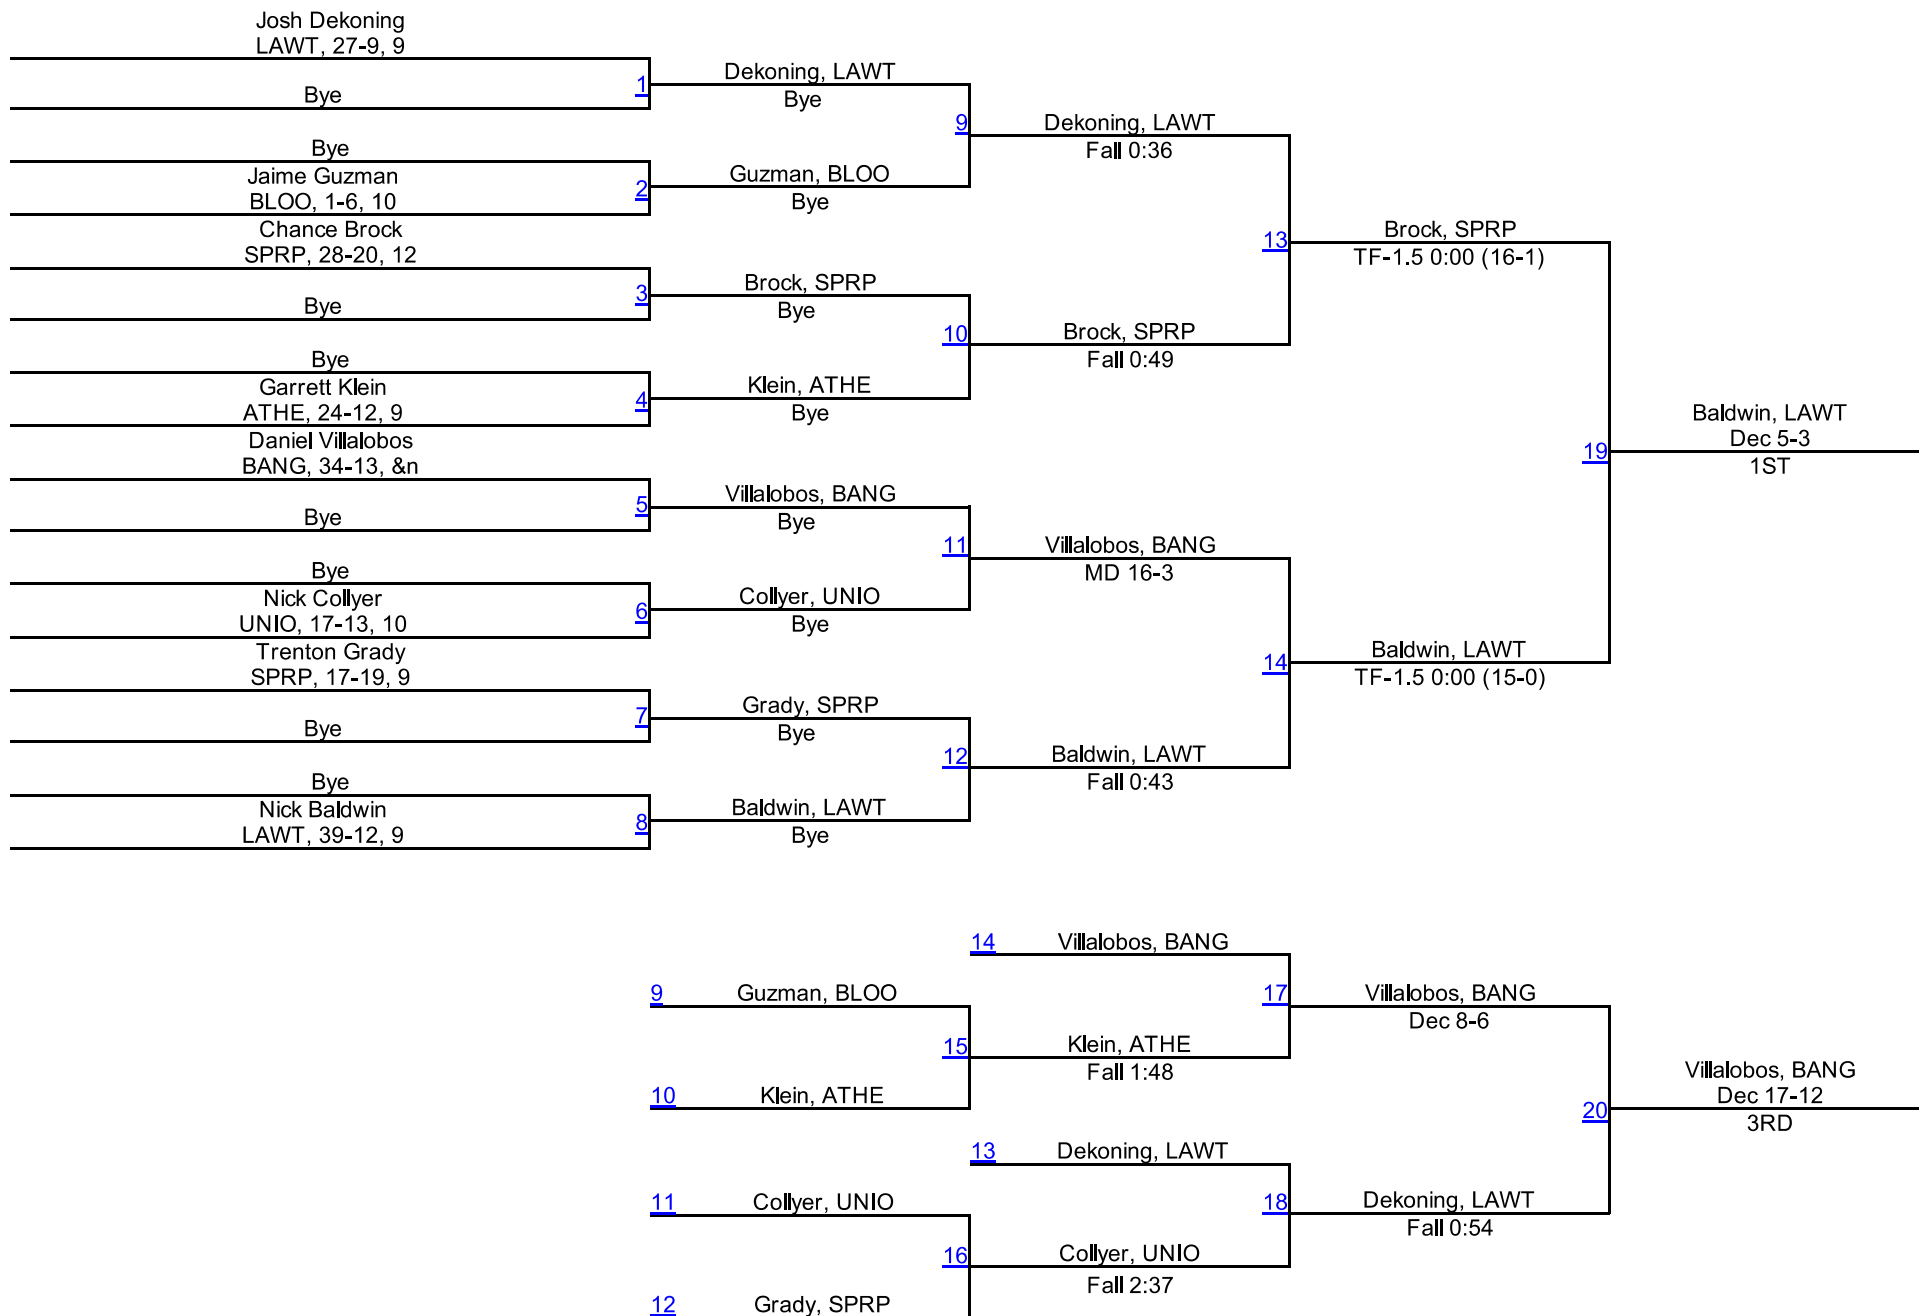 Josh Dekoning
LAWT, 27-9, 9
Bye
1
Dekoning, LAWT
Bye
9
Dekoning, LAWT
Fall 0:36
Bye
Jaime Guzman
BLOO, 1-6, 10
2
Guzman, BLOO
Bye
13
Brock, SPRP
TF-1.5 0:00 (16-1)
Chance Brock
SPRP, 28-20, 12
Bye
3
Brock, SPRP
Bye
10
Brock, SPRP
Fall 0:49
Bye
Garrett Klein
ATHE, 24-12, 9
4
Klein, ATHE
Bye
19
Baldwin, LAWT
Dec 5-3
1ST
Daniel Villalobos
BANG, 34-13, &n
Bye
5
Villalobos, BANG
Bye
11
Villalobos, BANG
MD 16-3
Bye
Nick Collyer
UNIO, 17-13, 10
6
Collyer, UNIO
Bye
14
Baldwin, LAWT
TF-1.5 0:00 (15-0)
Trenton Grady
SPRP, 17-19, 9
Bye
7
Grady, SPRP
Bye
12
Baldwin, LAWT
Fall 0:43
Bye
Nick Baldwin
LAWT, 39-12, 9
8
Baldwin, LAWT
Bye
14
Villalobos, BANG
9
Guzman, BLOO
17
Villalobos, BANG
Dec 8-6
15
Klein, ATHE
Fall 1:48
10
Klein, ATHE
20
Villalobos, BANG
Dec 17-12
3RD
13
Dekoning, LAWT
11
Collyer, UNIO
18
Dekoning, LAWT
Fall 0:54
16
Collyer, UNIO
Fall 2:37
12
Grady, SPRP